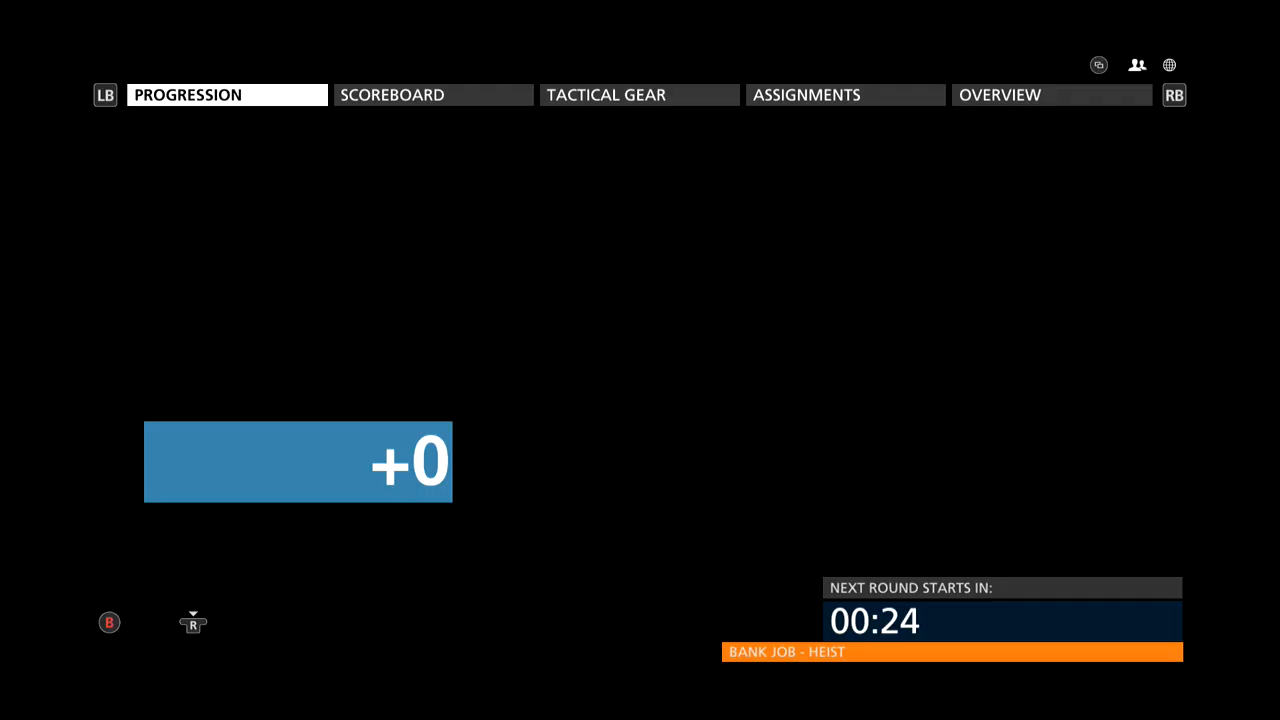 LB PROGRESSION SCOREBOARD TACTICAL GEAR ASSIGNMENTS OVERVIEW RB
+0
NEXT ROUND STARTS IN:
B R 00:24
BANK JOB - HEIST